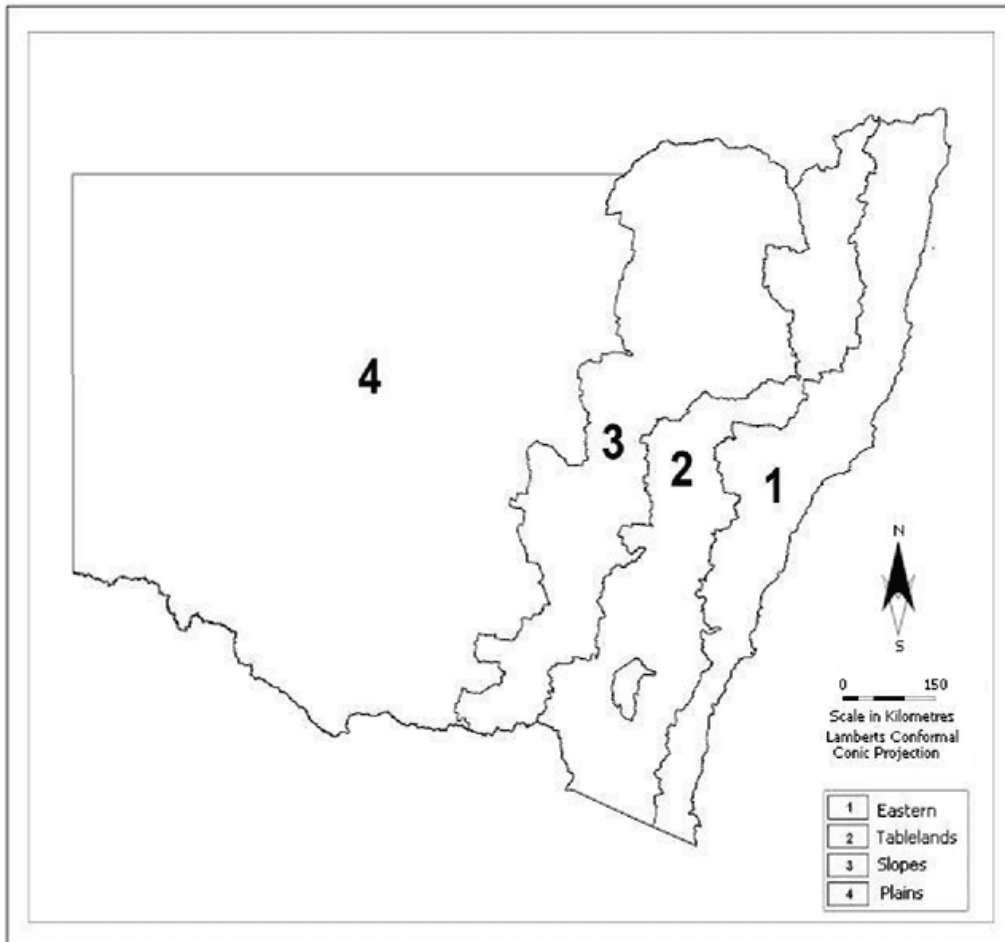 4
3
2
1
N
S
0 150
Scale in Kilometres
Lamberts Conformal
Conic Projection
1 Eastern
2 Tablelands
3 Slopes
4 Plains